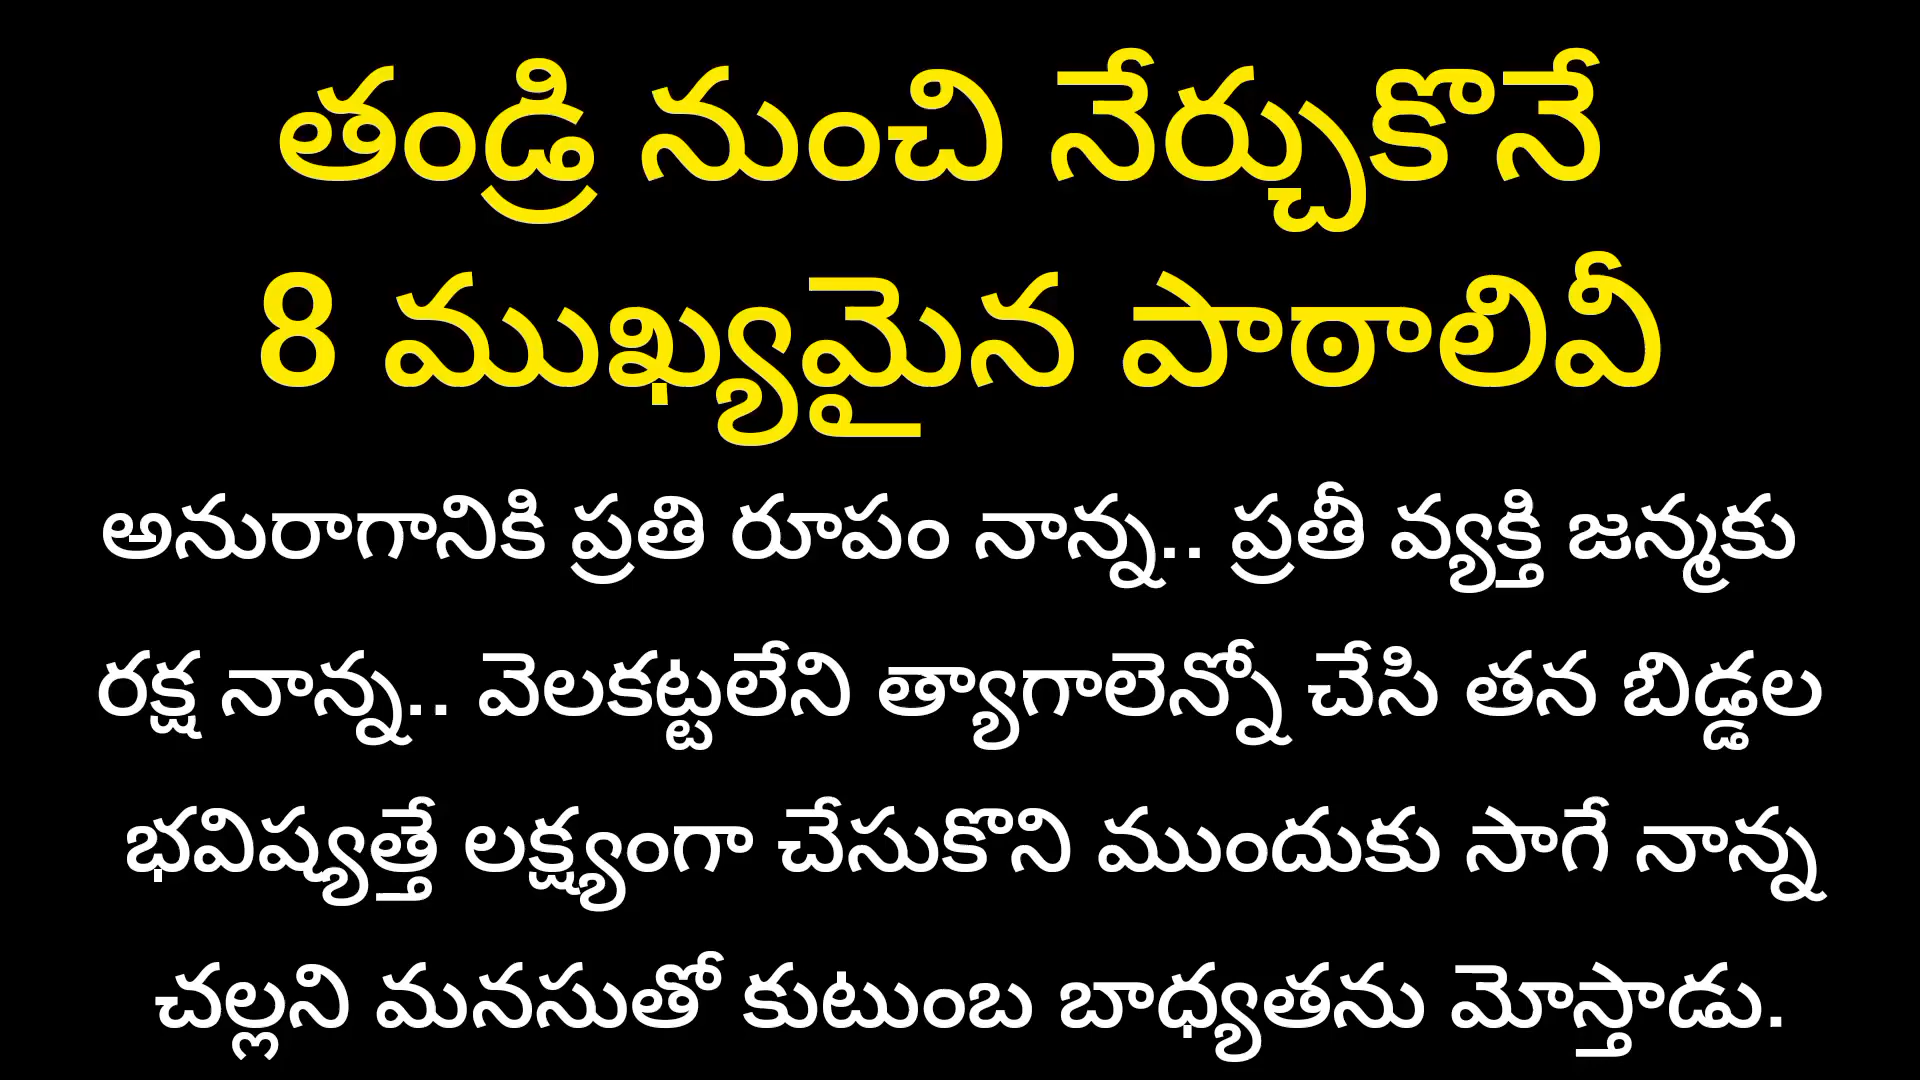 తండ్రి నుంచి నేర్చుకొనే
8 ముఖ్యమైన పాఠాలివీ
అనురాగానికి ప్రతి రూపం నాన్న.. ప్రతీ వ్యక్తి జన్మకు
రక్ష నాన్న.. వెలకట్టలేని త్యాగాలెన్నో చేసి తన బిడ్డల
భవిష్యత్తే లక్ష్యంగా చేసుకొని ముందుకు సాగే నాన్న
చల్లని మనసుతో కుటుంబ బాధ్యతను మోస్తాడు.